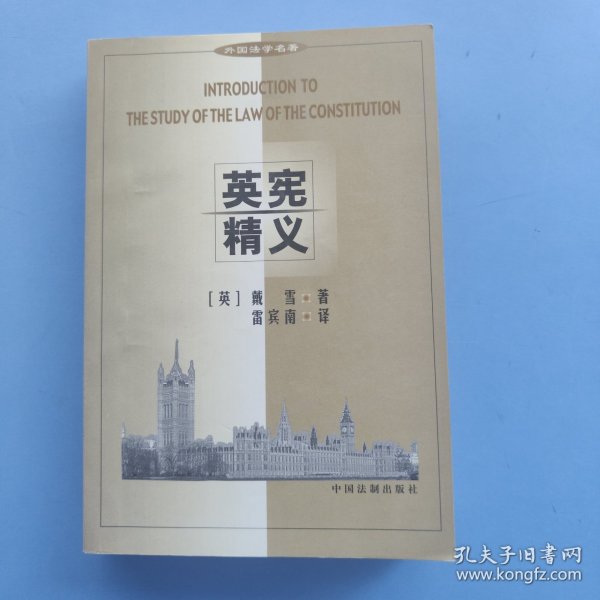 外国法学名著
INTRODUCTION TO
THE STUDY OF THE LAW OF THE CONSTITUTION
英宪
精义
［英］戴 雪 著
雷宾南 译
中国法制出版社
孔夫子旧书网
www.kongfz.com